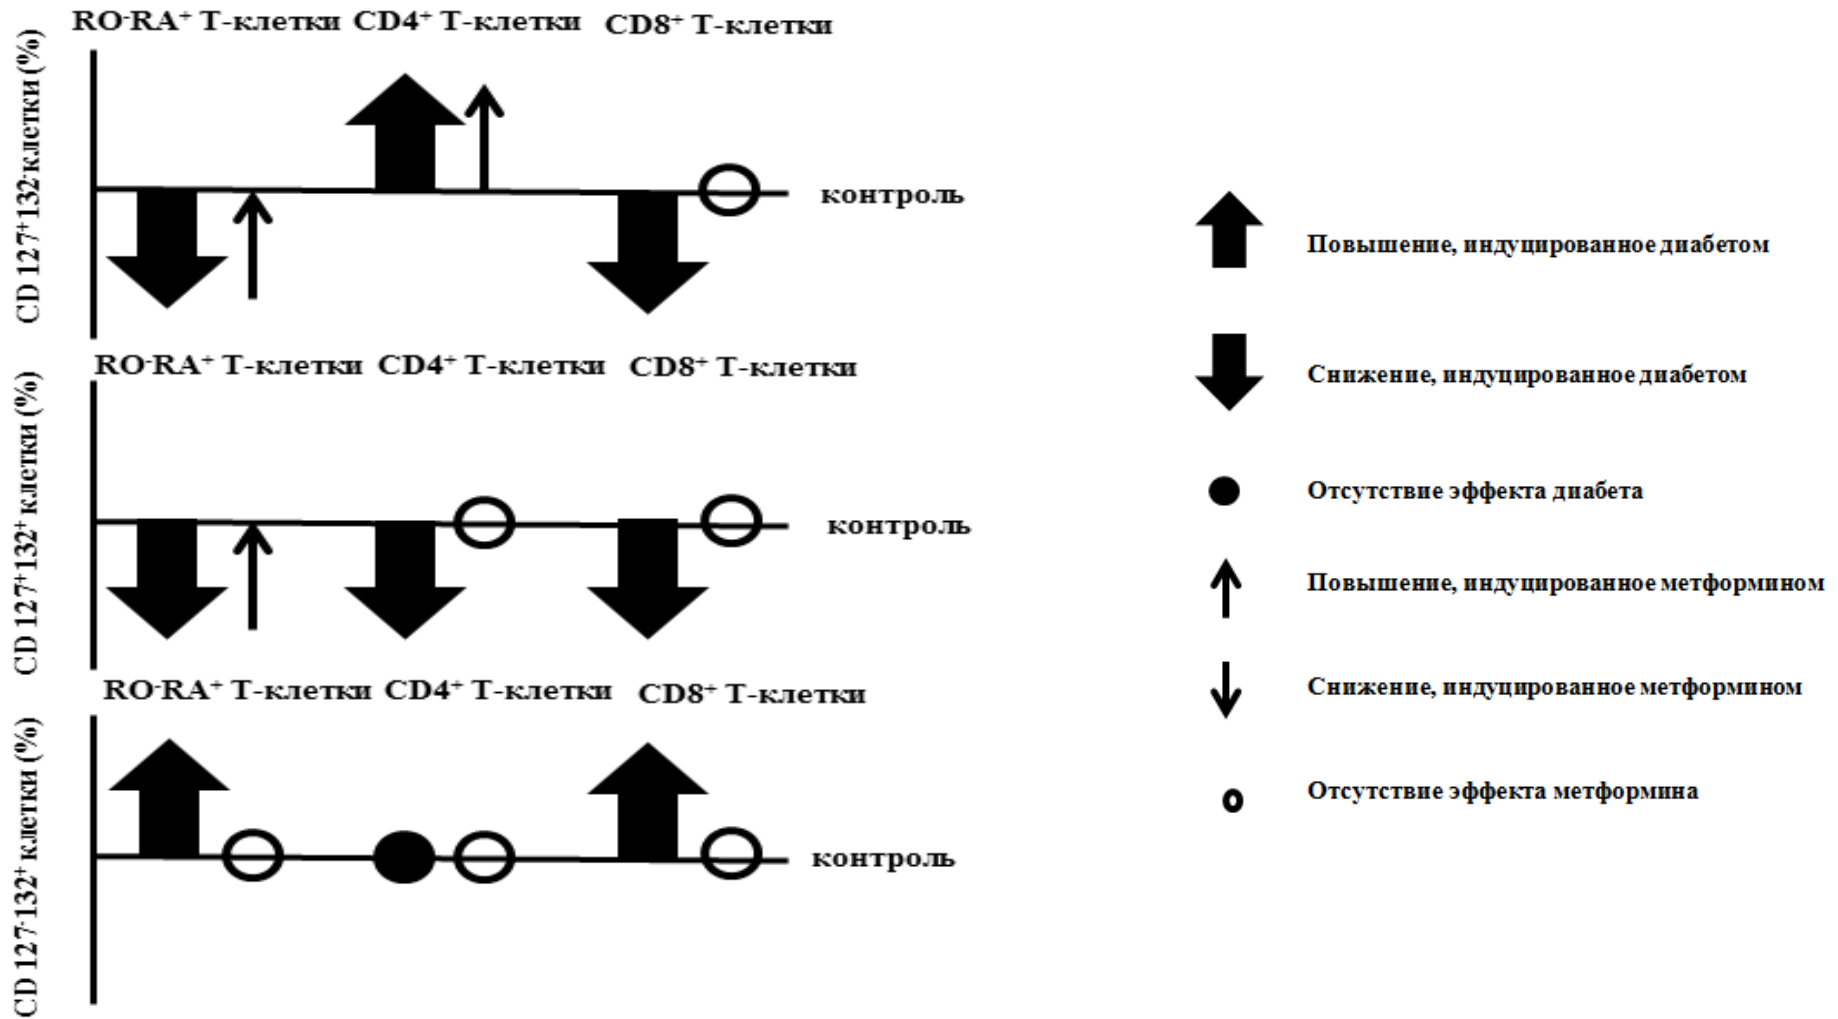 RO-RA+ Т-клетки CD4+ Т-клетки CD8+ Т-клетки
CD 127+132-клетки (%)
контроль
RO-RA+ Т-клетки CD4+ Т-клетки CD8+ Т-клетки
CD 127+132+ клетки (%)
контроль
RO-RA+ Т-клетки CD4+ Т-клетки CD8+ Т-клетки
CD 127-132+ клетки (%)
контроль
Повышение, индуцированное диабетом
Снижение, индуцированное диабетом
Отсутствие эффекта диабета
Повышение, индуцированное метформином
Снижение, индуцированное метформином
Отсутствие эффекта метформина